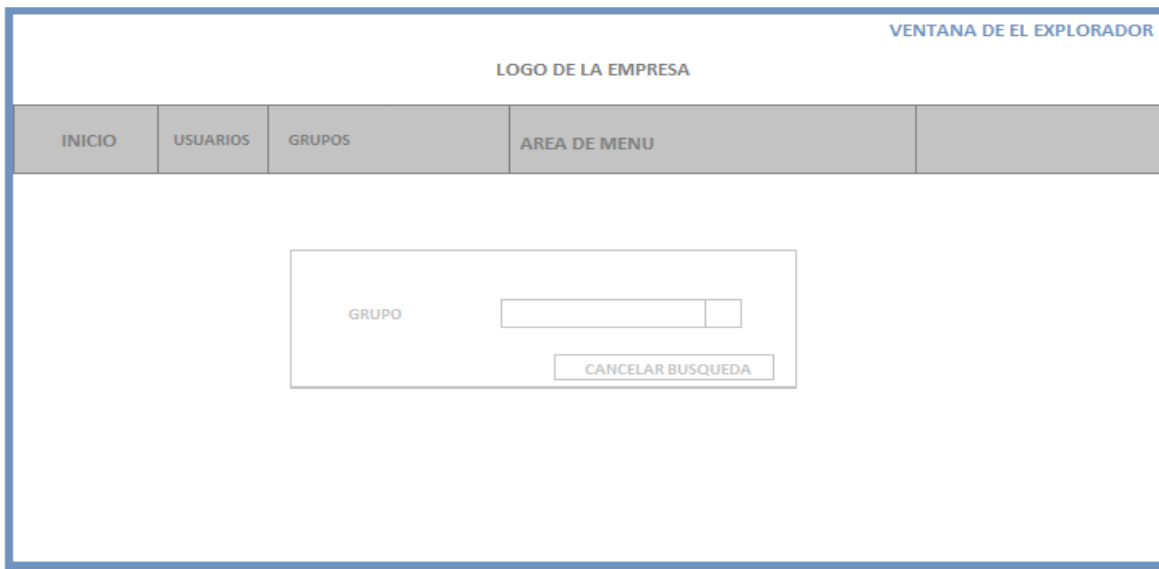 VENTANA DE EL EXPLORADOR
LOGO DE LA EMPRESA
INICIO USUARIOS GRUPOS AREA DE MENU
GRUPO
CANCELAR BUSQUEDA